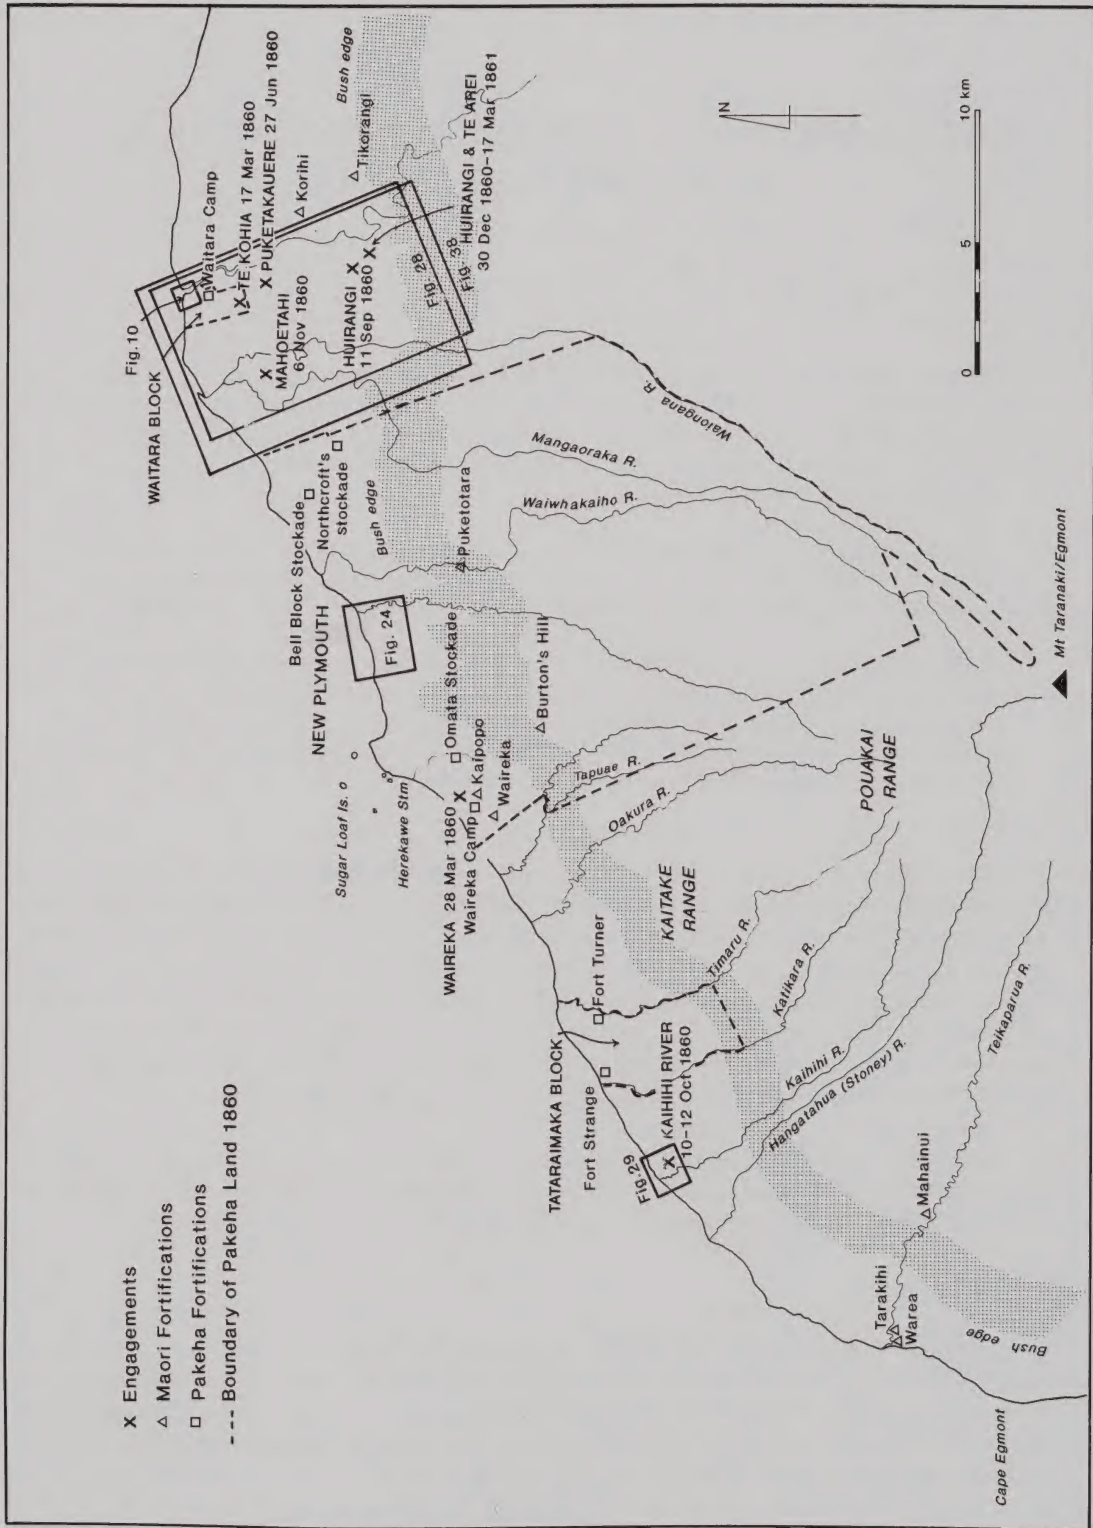 X Engagements
△ Maori Fortifications
□ Pakeha Fortifications
--- Boundary of Pakeha Land 1860
Fig.10
WAITARA BLOCK
Waitara Camp
TE KOHIA 17 Mar 1860
PUKETAKAUERE 27 Jun 1860
MAHOETAHI
6 Nov 1860
Korihi
Bush edge
Tikorangi
HUIRANGI
11 Sep 1860
Fig. 28
Fig. 38
HUIRANGI & TE AREI
30 Dec 1860-17 Mar 1861
Bell Block Stockade
Northcroft's
Stockade
Bush edge
NEW PLYMOUTH
Fig. 24
Puketotara
Mangaoraka R.
Waiwhakaiho R.
Waiongana R.
Sugar Loaf Is.
Herekawe Stm
Omata Stockade
Burton's Hill
WAIREKA 28 Mar 1860
Waireka Camp
Kaipopo
Waireka
Tapuae R.
Oakura R.
POUAKAI
RANGE
KAITAKE
RANGE
Mt Taranaki/Egmont
TATARAIMAKA BLOCK
Fort Turner
Fort Strange
Timaru R.
Katikara R.
Fig.29
KAIHIHI RIVER
10-12 Oct 1860
Kaihihi R.
Hangatahua (Stoney) R.
Teikaparua R.
Mahainui
Tarakihi
Warea
Bush edge
Cape Egmont
N
0
5
10 km